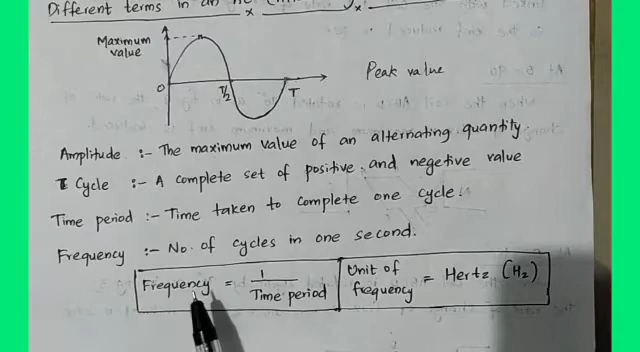 Different terms in an
Maximum value
O
T/2
T
Peak value
Amplitude :- The maximum value of an alternating quantity.
Cycle :- A complete set of positive and negetive value
Time period :- Time taken to complete one cycle.
Frequency :- No. of cycles in one second.
Frequency = 1 / Time period
Unit of frequency = Hertz (Hz)